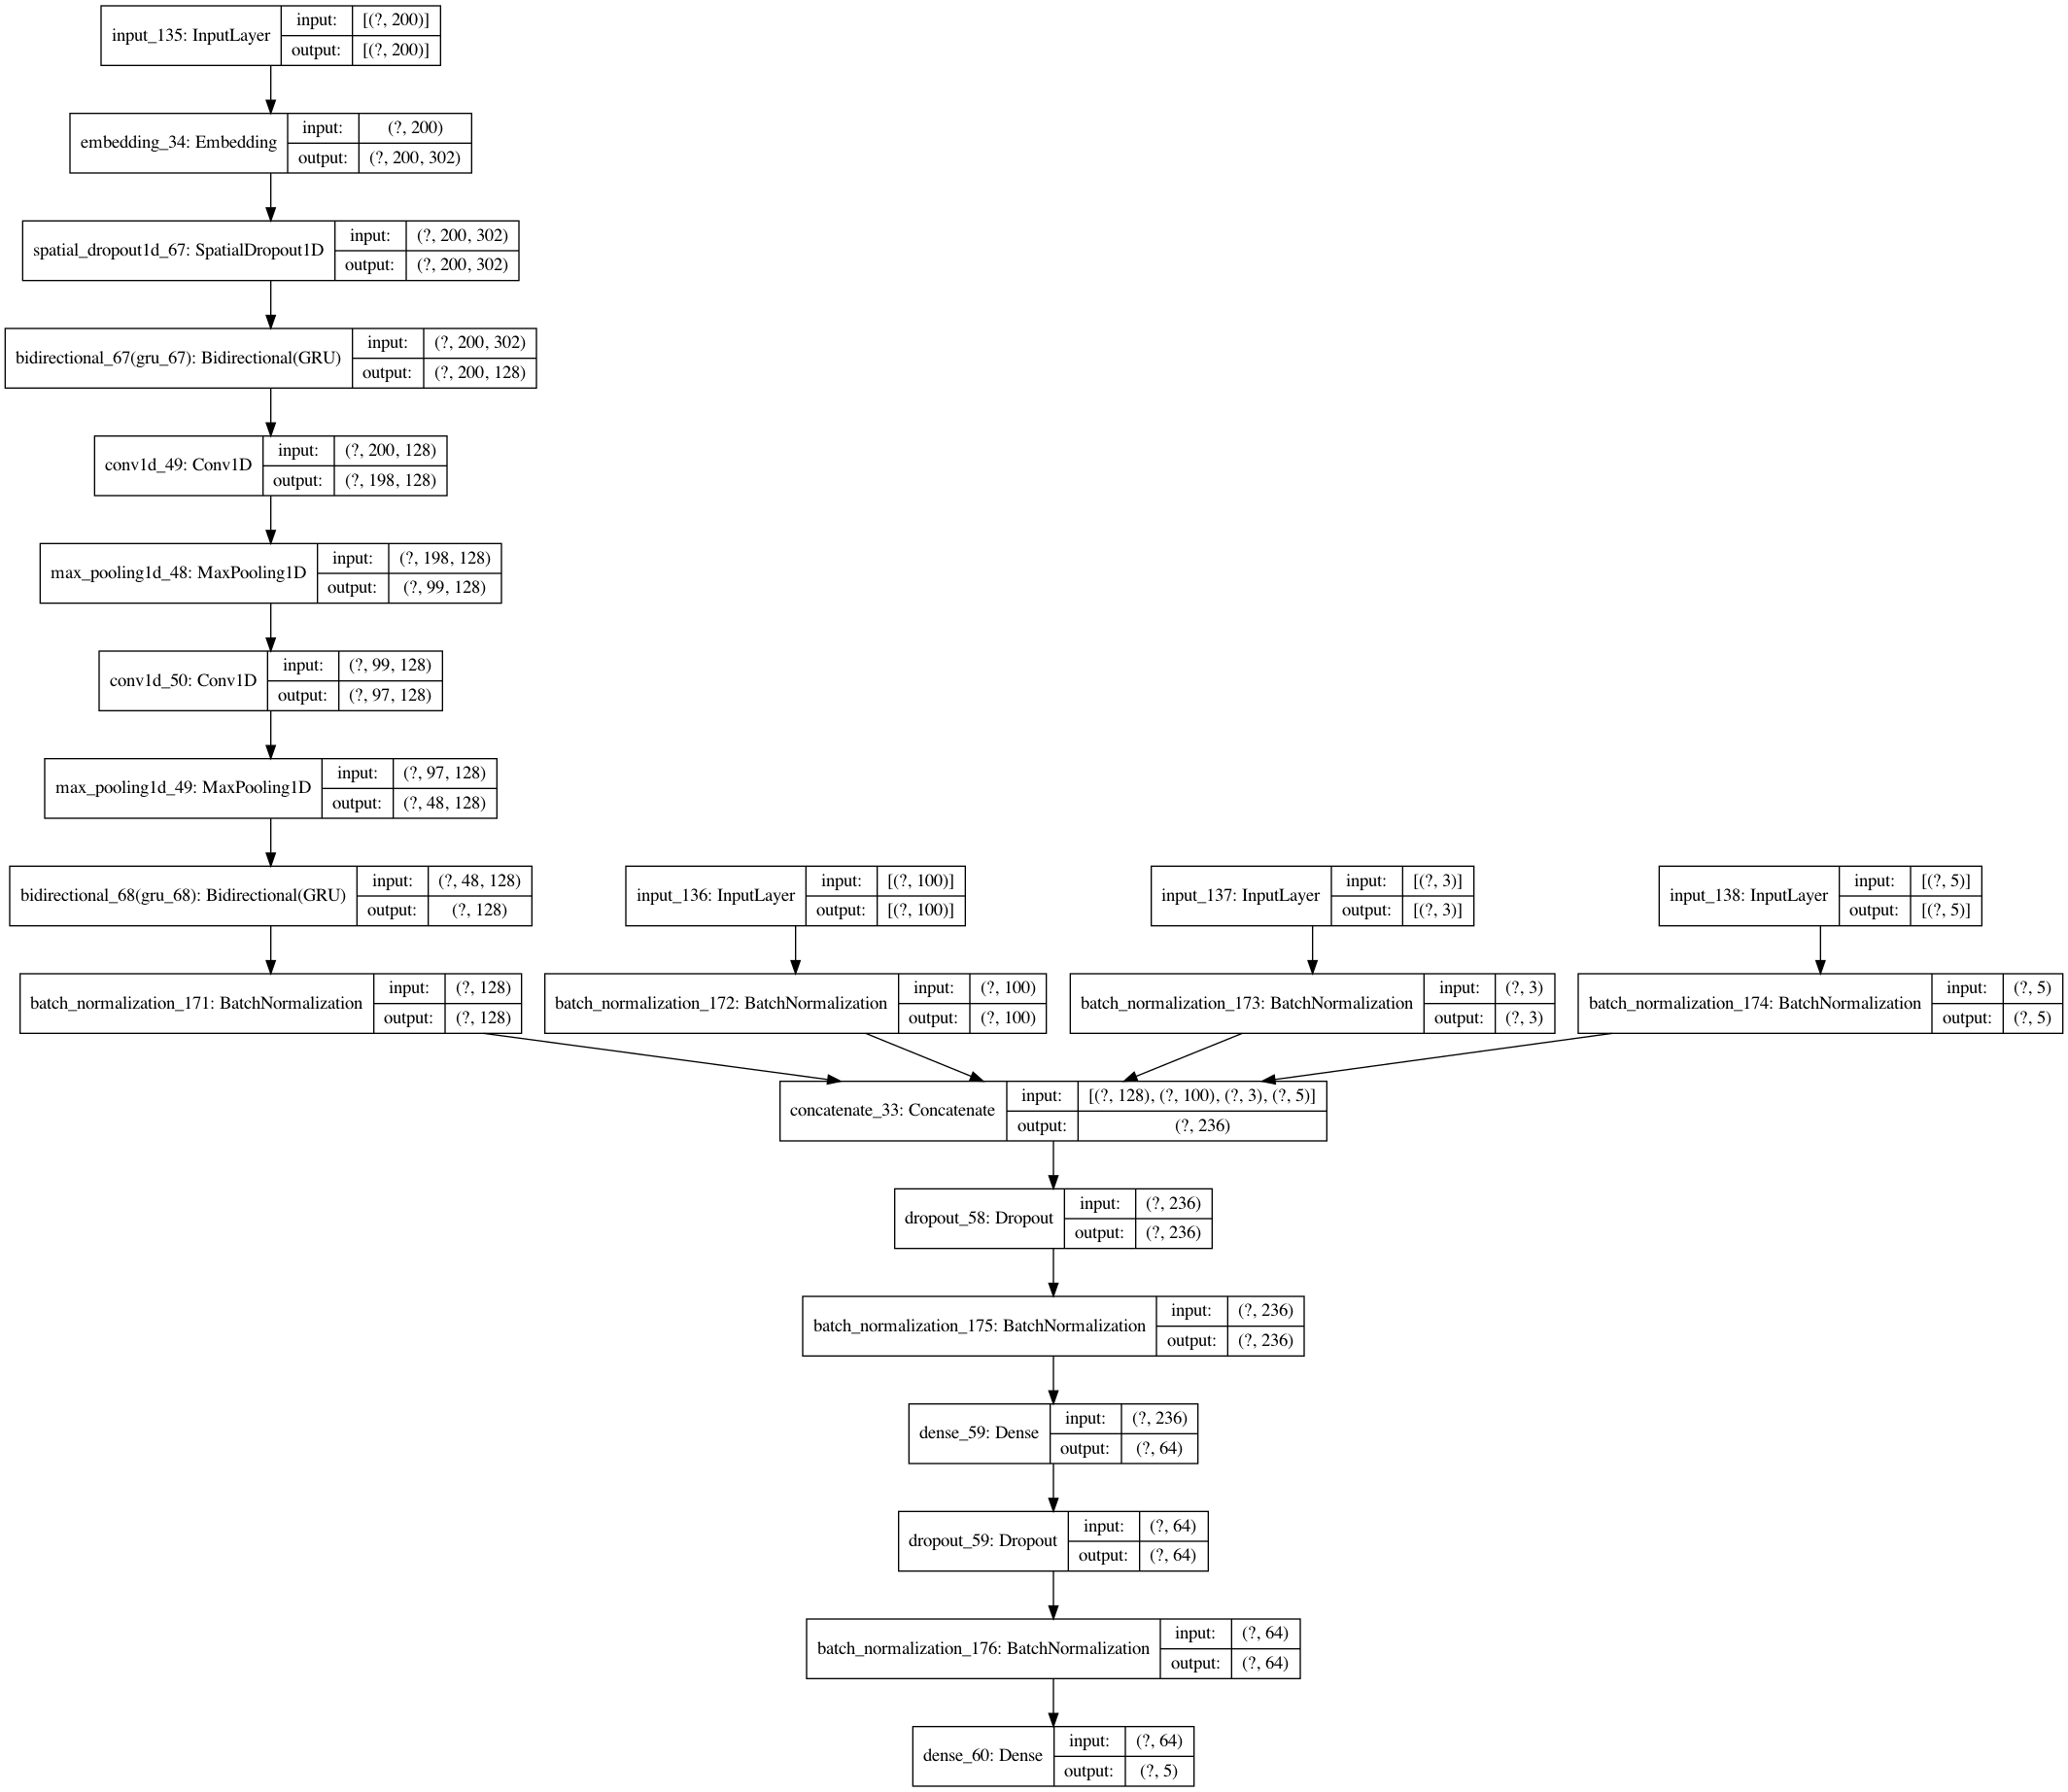 input_135: InputLayer
input: [(?, 200)]
output: [(?, 200)]
embedding_34: Embedding
input: (?, 200)
output: (?, 200, 302)
spatial_dropout1d_67: SpatialDropout1D
input: (?, 200, 302)
output: (?, 200, 302)
bidirectional_67(gru_67): Bidirectional(GRU)
input: (?, 200, 302)
output: (?, 200, 128)
conv1d_49: Conv1D
input: (?, 200, 128)
output: (?, 198, 128)
max_pooling1d_48: MaxPooling1D
input: (?, 198, 128)
output: (?, 99, 128)
conv1d_50: Conv1D
input: (?, 99, 128)
output: (?, 97, 128)
max_pooling1d_49: MaxPooling1D
input: (?, 97, 128)
output: (?, 48, 128)
bidirectional_68(gru_68): Bidirectional(GRU)
input: (?, 48, 128)
output: (?, 128)
input_136: InputLayer
input: [(?, 100)]
output: [(?, 100)]
input_137: InputLayer
input: [(?, 3)]
output: [(?, 3)]
input_138: InputLayer
input: [(?, 5)]
output: [(?, 5)]
batch_normalization_171: BatchNormalization
input: (?, 128)
output: (?, 128)
batch_normalization_172: BatchNormalization
input: (?, 100)
output: (?, 100)
batch_normalization_173: BatchNormalization
input: (?, 3)
output: (?, 3)
batch_normalization_174: BatchNormalization
input: (?, 5)
output: (?, 5)
concatenate_33: Concatenate
input: [(?, 128), (?, 100), (?, 3), (?, 5)]
output: (?, 236)
dropout_58: Dropout
input: (?, 236)
output: (?, 236)
batch_normalization_175: BatchNormalization
input: (?, 236)
output: (?, 236)
dense_59: Dense
input: (?, 236)
output: (?, 64)
dropout_59: Dropout
input: (?, 64)
output: (?, 64)
batch_normalization_176: BatchNormalization
input: (?, 64)
output: (?, 64)
dense_60: Dense
input: (?, 64)
output: (?, 5)